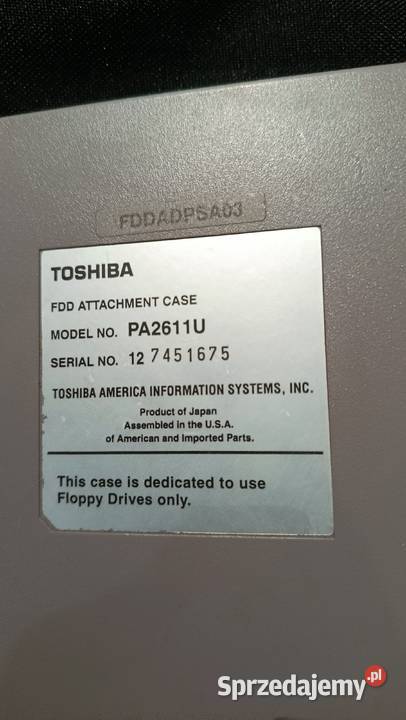 FDDADPSA03
TOSHIBA
FDD ATTACHMENT CASE
MODEL NO. PA2611U
SERIAL NO. 12 7451675
TOSHIBA AMERICA INFORMATION SYSTEMS, INC.
Product of Japan
Assembled in the U.S.A.
of American and Imported Parts.
This case is dedicated to use
Floppy Drives only.
Sprzedajemy.pl